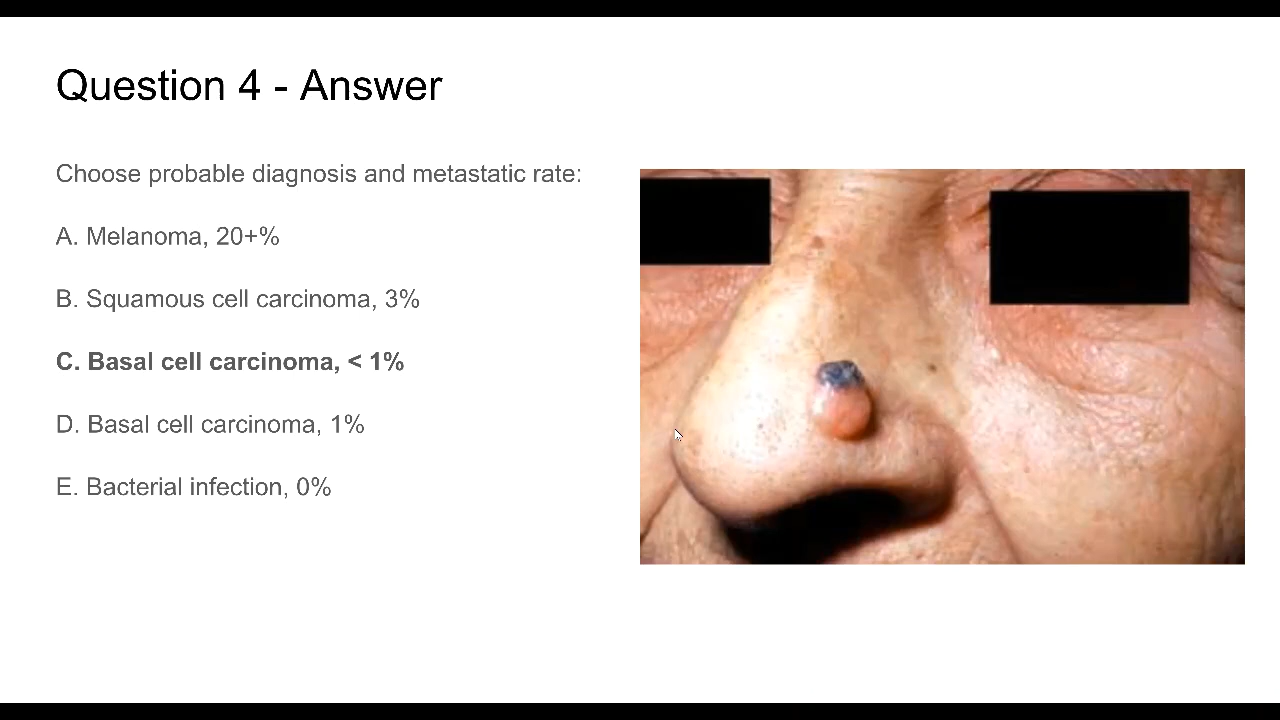 Question 4 - Answer
Choose probable diagnosis and metastatic rate:
A. Melanoma, 20+%
B. Squamous cell carcinoma, 3%
C. Basal cell carcinoma, < 1%
D. Basal cell carcinoma, 1%
E. Bacterial infection, 0%